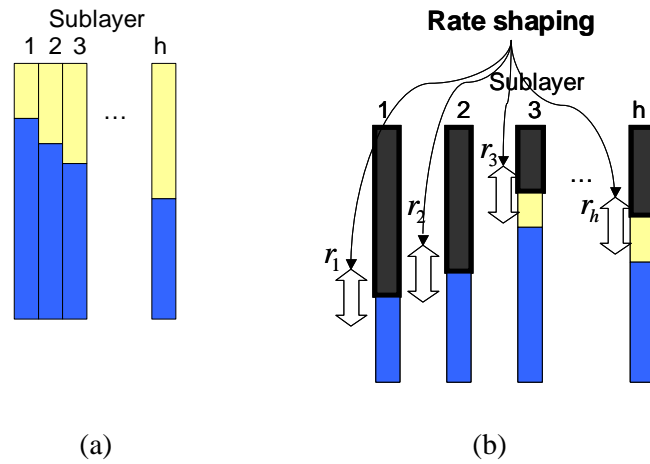 Sublayer
1 2 3 h
...
(a)
Rate shaping
Sublayer
1 2 3 h
r3
r2
...
rh
r1
(b)